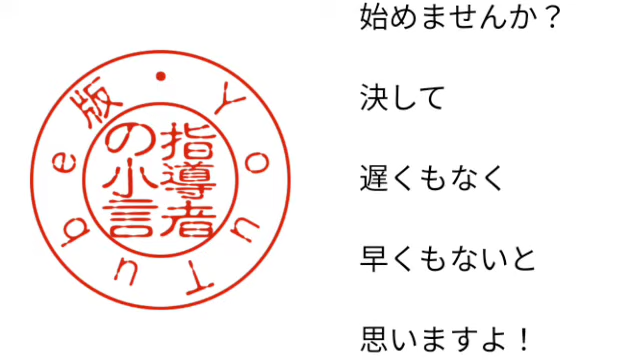 YouTube版・
指導者
の小言
始めませんか？
決して
遅くもなく
早くもないと
思いますよ！